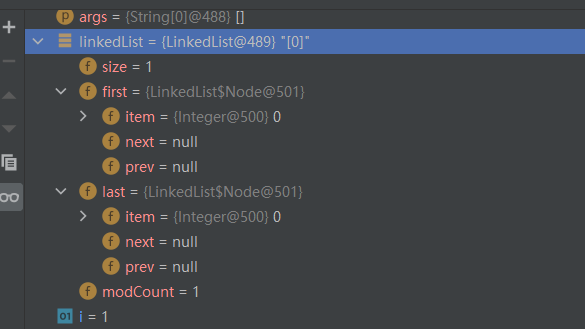 p args = {String[0]@488} []
linkedList = {LinkedList@489} "[0]"
f size = 1
f first = {LinkedList$Node@501}
f item = {Integer@500} 0
f next = null
f prev = null
f last = {LinkedList$Node@501}
f item = {Integer@500} 0
f next = null
f prev = null
f modCount = 1
01 i = 1